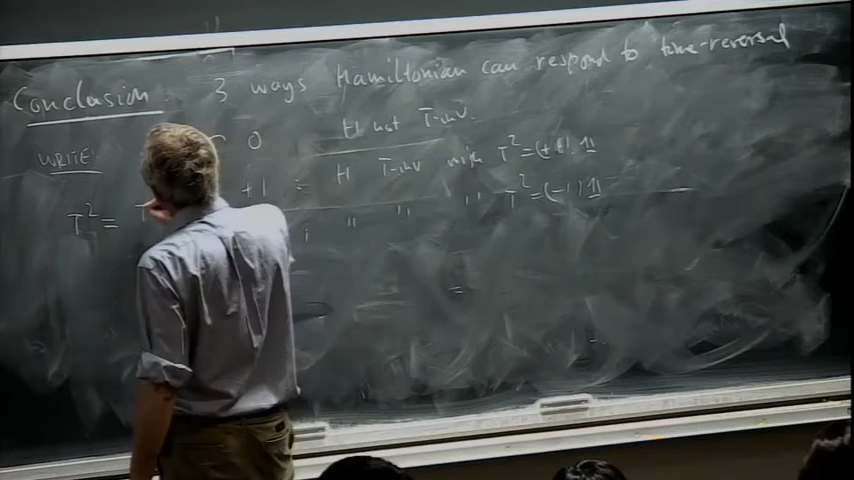 Conclusion: 3 ways Hamiltonian can respond to time-reversal
WRITE: 0 H not T-inv.
T²= +1 = H T-inv with T²=(+1) 𝟙
; " " " T²=(-1) 𝟙